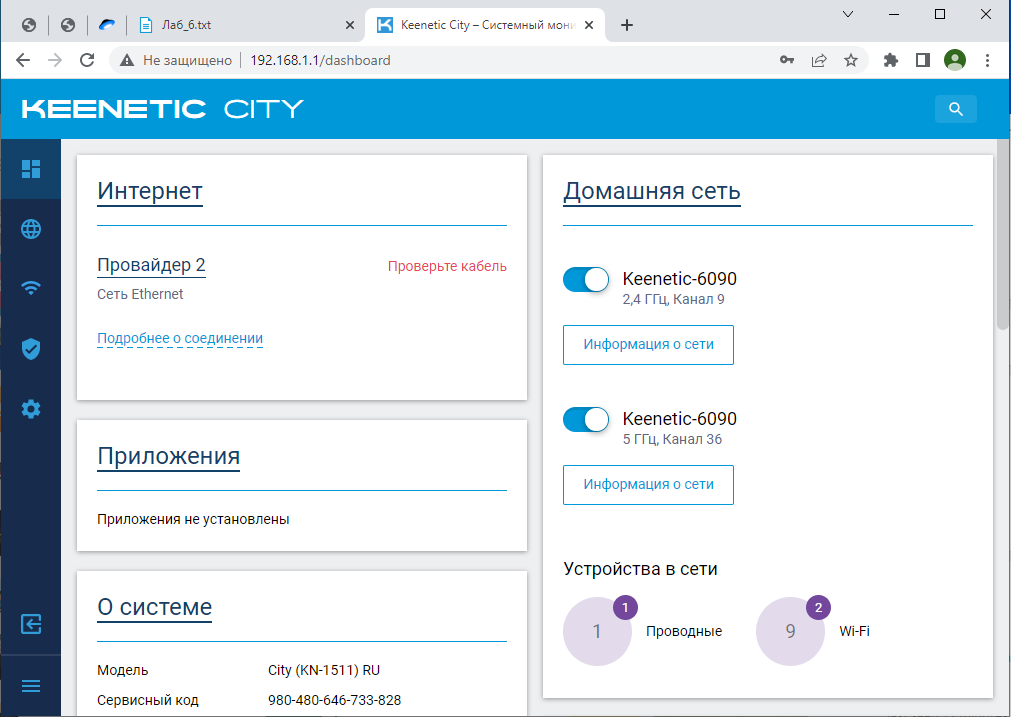 Лаб_6.txt
Keenetic City – Системный мони
Не защищено
192.168.1.1/dashboard
KEENETIC CITY
Интернет
Провайдер 2
Проверьте кабель
Сеть Ethernet
Подробнее о соединении
Приложения
Приложения не установлены
О системе
Модель
City (KN-1511) RU
Сервисный код
980-480-646-733-828
Домашняя сеть
Keenetic-6090
2,4 ГГц, Канал 9
Информация о сети
Keenetic-6090
5 ГГц, Канал 36
Информация о сети
Устройства в сети
1
1
Проводные
9
2
Wi-Fi